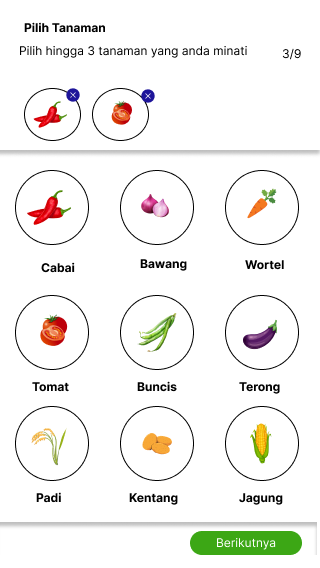 Pilih Tanaman
Pilih hingga 3 tanaman yang anda minati
3/9
Cabai
Bawang
Wortel
Tomat
Buncis
Terong
Padi
Kentang
Jagung
Berikutnya